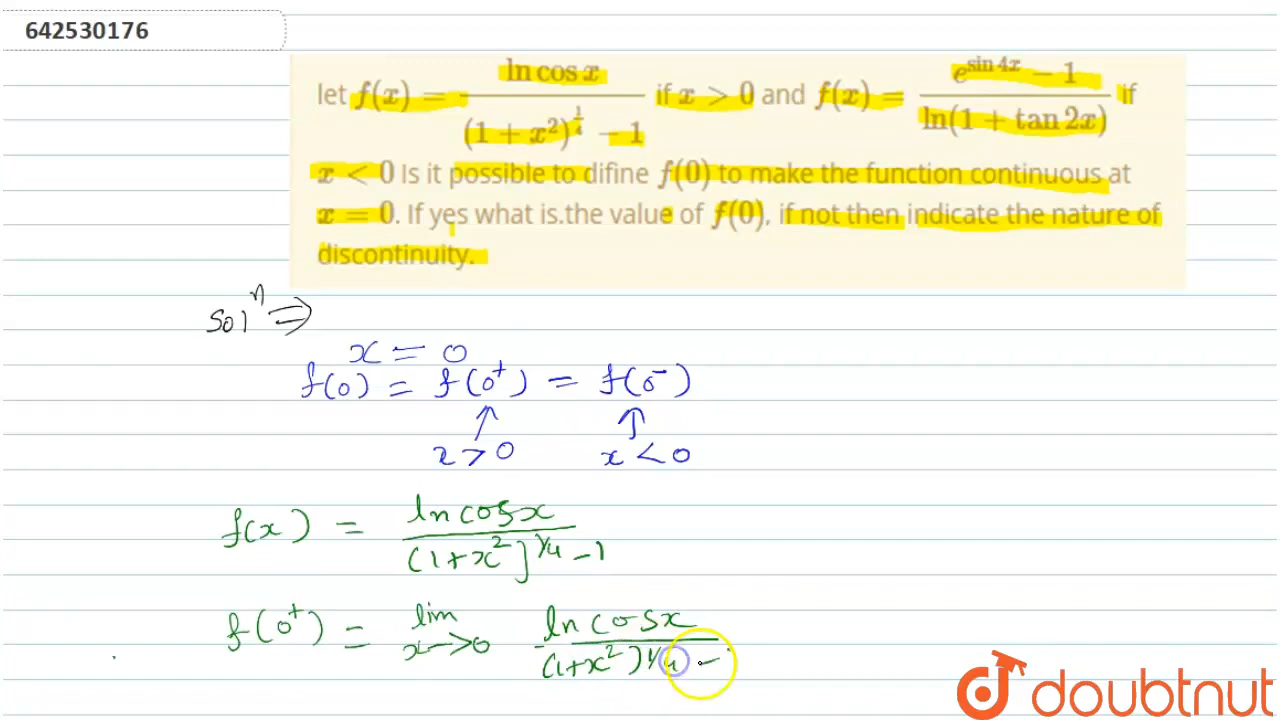 642530176
let f(x) = ln cos x / (1 + x²)^(1/4) − 1 if x > 0 and f(x) = e^(sin 4x) − 1 / ln(1 + tan 2x) if
x < 0 Is it possible to difine f(0) to make the function continuous at
x = 0. If yes what is.the value of f(0), if not then indicate the nature of
discontinuity.
Solⁿ ⇒
x = 0
f(0) = f(0⁺) = f(0⁻)
x > 0 x < 0
f(x) = ln cos x / (1+x²]^(1/4) − 1
f(0⁺) = lim x→0 ln cos x / (1+x²)^(1/4) −
doubtnut